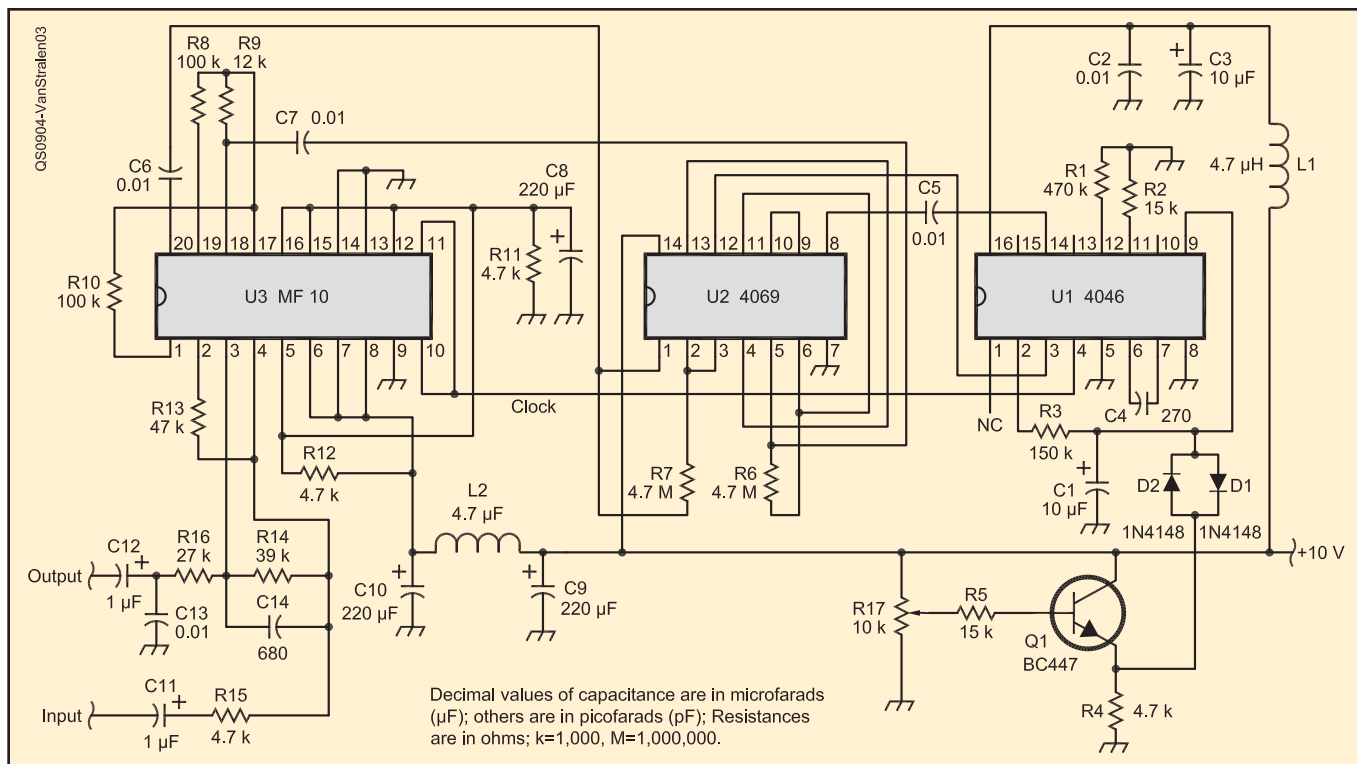 QS0904-VanStralen03
R8
100 k
R9
12 k
C7 0.01
C6
0.01
C8
220 µF
C2
0.01
C3
10 µF
+
4.7 µH
L1
R1
470 k
R2
15 k
C5
0.01
R11
4.7 k
+
R10
100 k
20 19 18 17 16 15 14 13 12 11
U3 MF 10
1 2 3 4 5 6 7 8 9 10
14 13 12 11 10 9 8
U2 4069
1 2 3 4 5 6 7
16 15 14 13 12 11 10 9
U1 4046
1 2 3 4 5 6 7 8
Clock
NC
C4 270
R3
150 k
R13
47 k
R12
4.7 k
R7
4.7 M
R6
4.7 M
+
C1
10 µF
D2
D1
1N4148
1N4148
L2
4.7 µF
+10 V
Output
C12
+
1 µF
R16
27 k
R14
39 k
C13
0.01
C14
680
+
C10
220 µF
+
C9
220 µF
R17
10 k
R5
15 k
Q1
BC447
R4
4.7 k
Input
C11
+
1 µF
R15
4.7 k
Decimal values of capacitance are in microfarads
(µF); others are in picofarads (pF); Resistances
are in ohms; k=1,000, M=1,000,000.